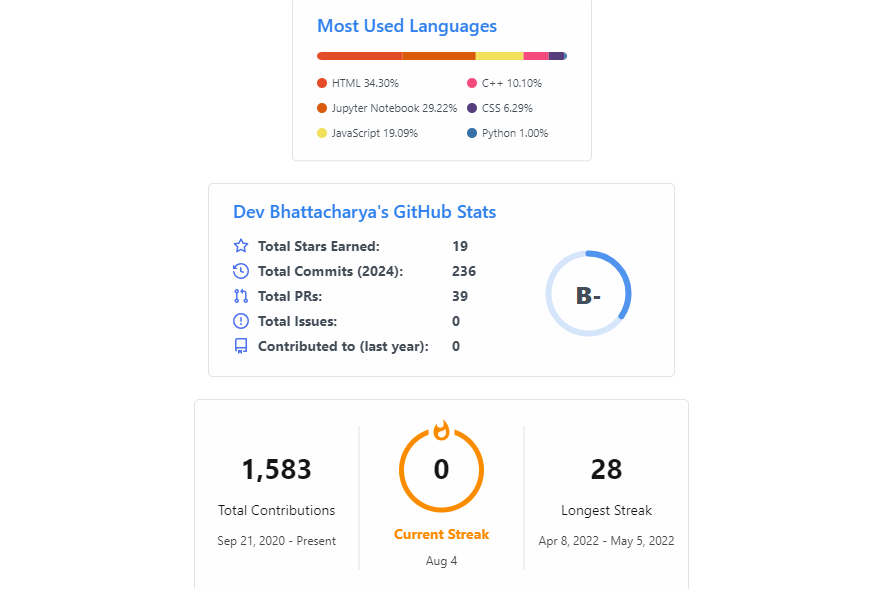 Most Used Languages
HTML 34.30%
C++ 10.10%
Jupyter Notebook 29.22%
CSS 6.29%
JavaScript 19.09%
Python 1.00%
Dev Bhattacharya's GitHub Stats
Total Stars Earned: 19
Total Commits (2024): 236
Total PRs: 39
Total Issues: 0
Contributed to (last year): 0
B-
1,583
Total Contributions
Sep 21, 2020 - Present
0
Current Streak
Aug 4
28
Longest Streak
Apr 8, 2022 - May 5, 2022